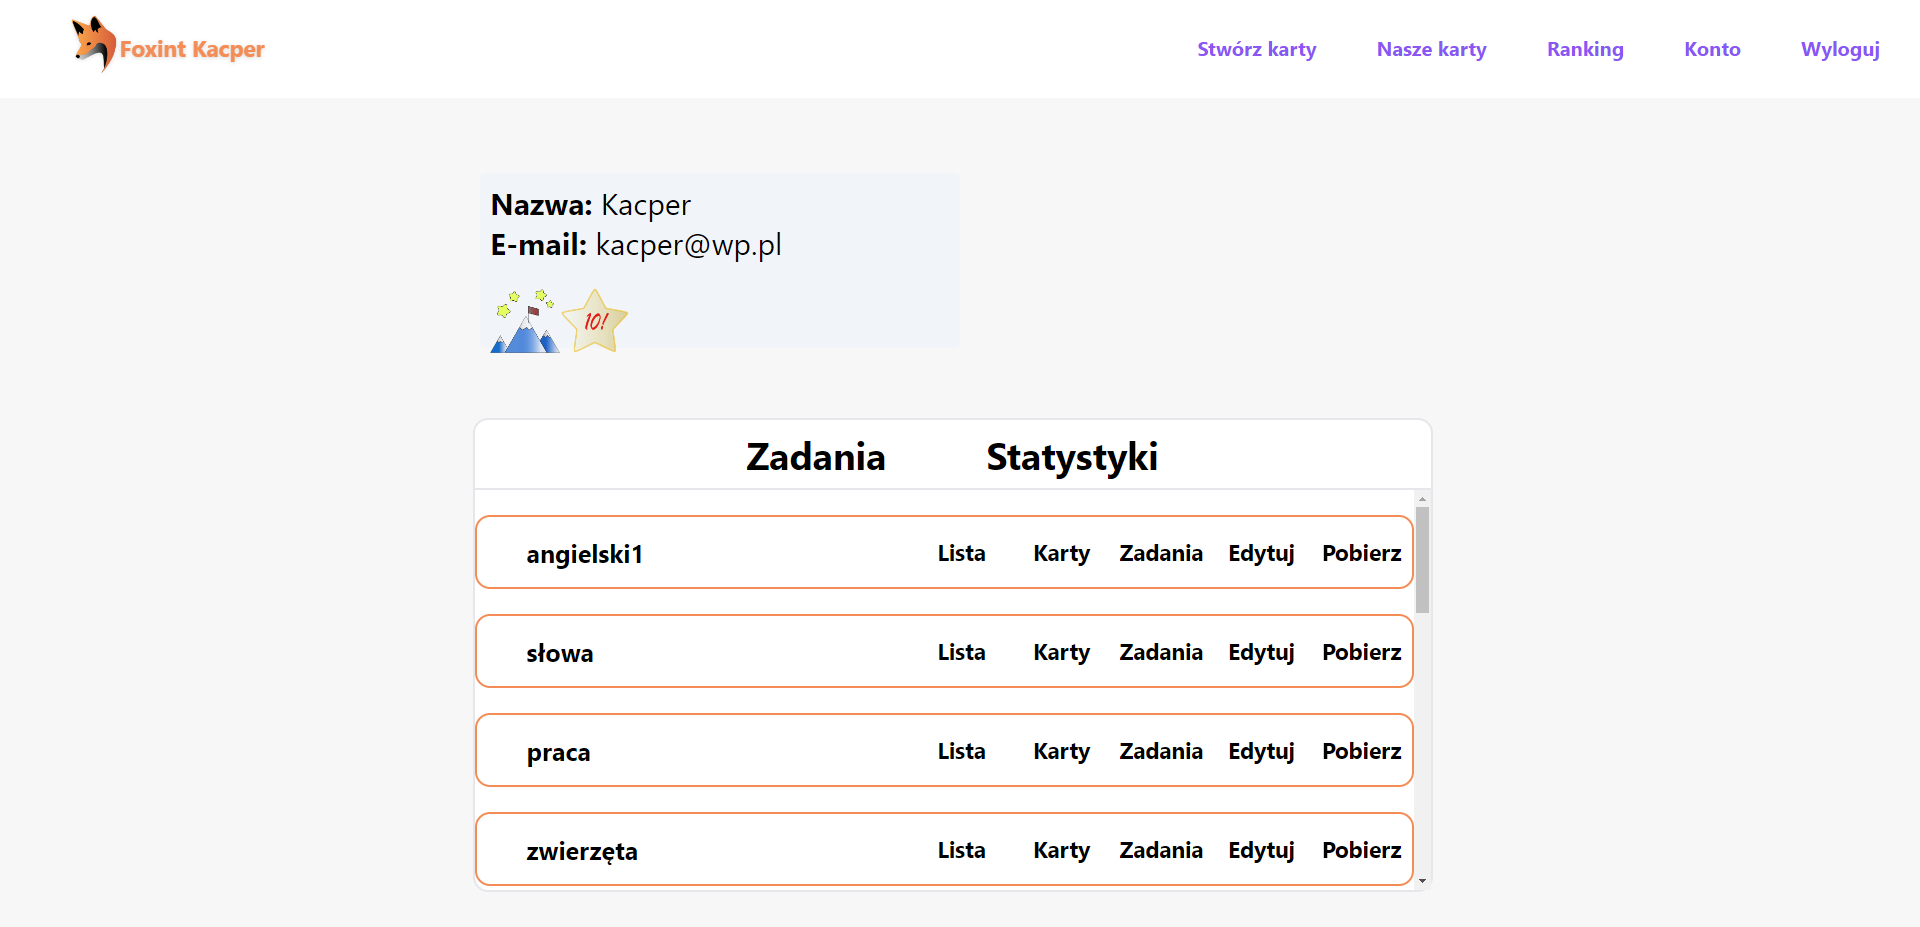 Foxint Kacper
Stwórz karty Nasze karty Ranking Konto Wyloguj
Nazwa: Kacper
E-mail: kacper@wp.pl
10!
Zadania Statystyki
angielski1 Lista Karty Zadania Edytuj Pobierz
słowa Lista Karty Zadania Edytuj Pobierz
praca Lista Karty Zadania Edytuj Pobierz
zwierzęta Lista Karty Zadania Edytuj Pobierz